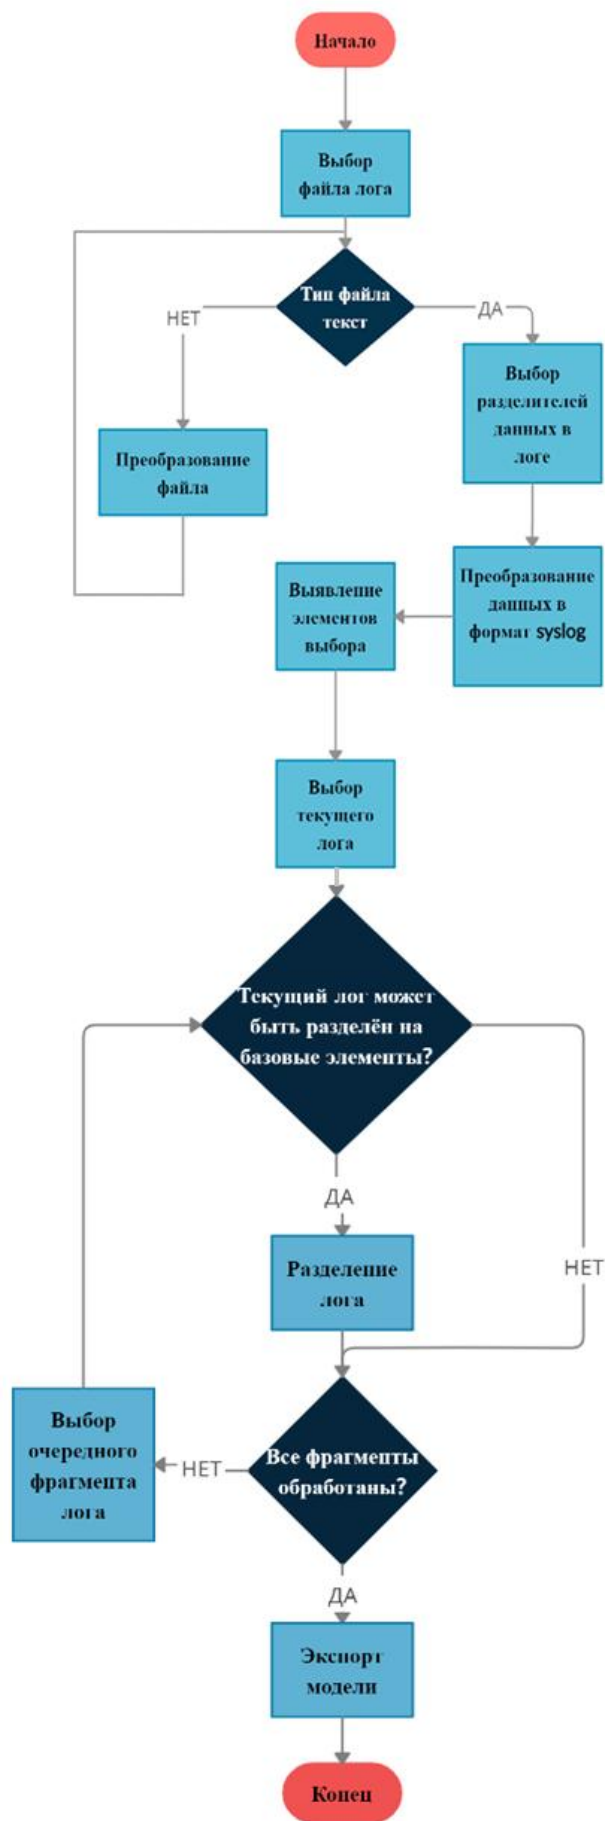 Начало
Выбор
файла лога
Тип файла
текст
НЕТ
ДА
Выбор
разделителей
данных в
логе
Преобразование
файла
Преобразование
данных в
формат syslog
Выявление
элементов
выбора
Выбор
текущего
лога
Текущий лог может
быть разделён на
базовые элементы?
ДА
НЕТ
Разделение
лога
Выбор
очередного
фрагмента
лога
НЕТ
Все фрагменты
обработаны?
ДА
Экспорт
модели
Конец